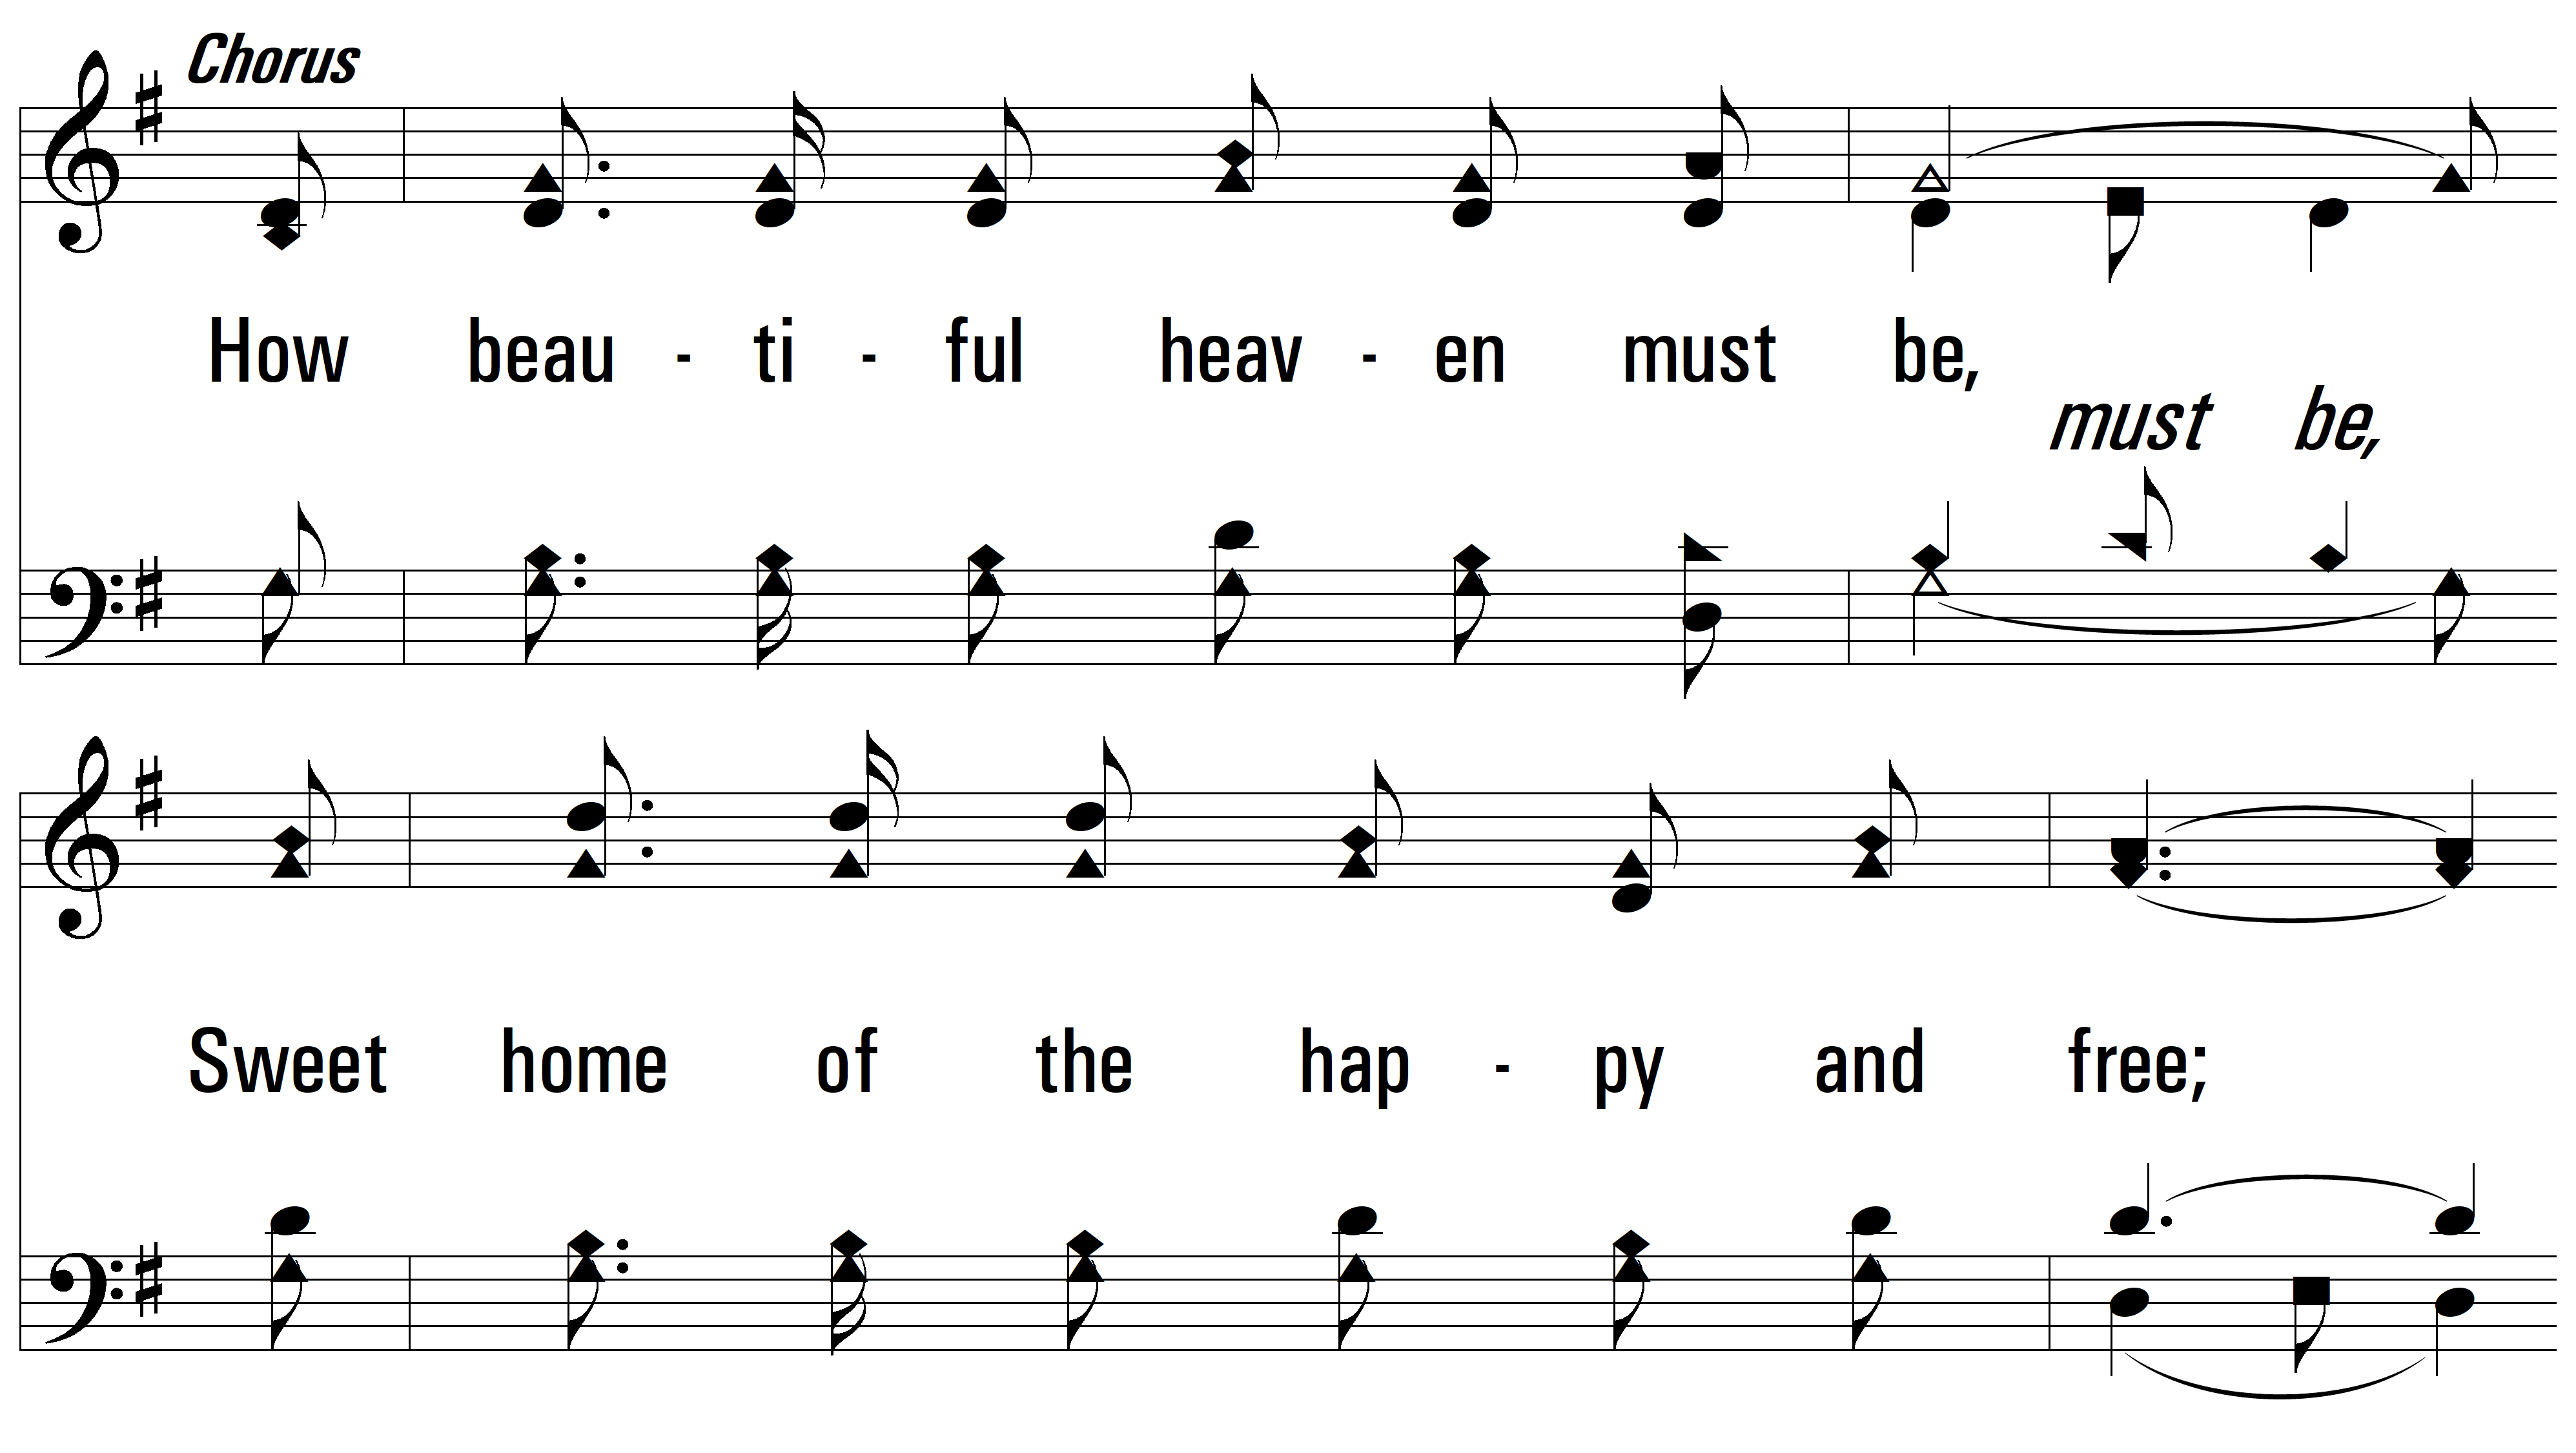 Chorus
How beau - ti - ful heav - en must be,
must be,
Sweet home of the hap - py and free;